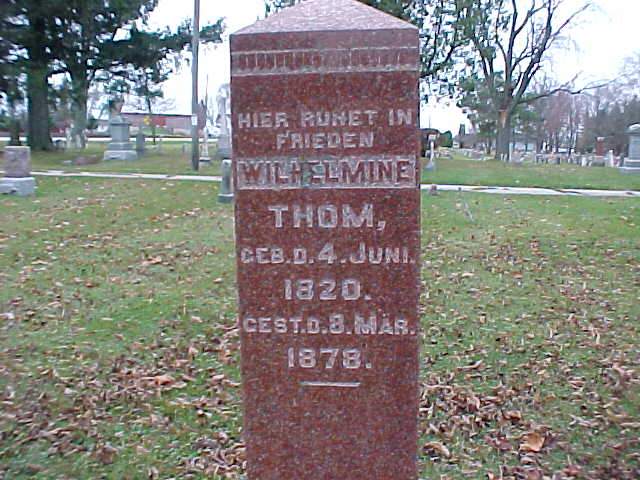 HIER RUHET IN
FRIEDEN
WILHELMINE
THOM,
GEB. D. 4. JUNI.
1820.
GEST. D. 8. MÄR.
1878.